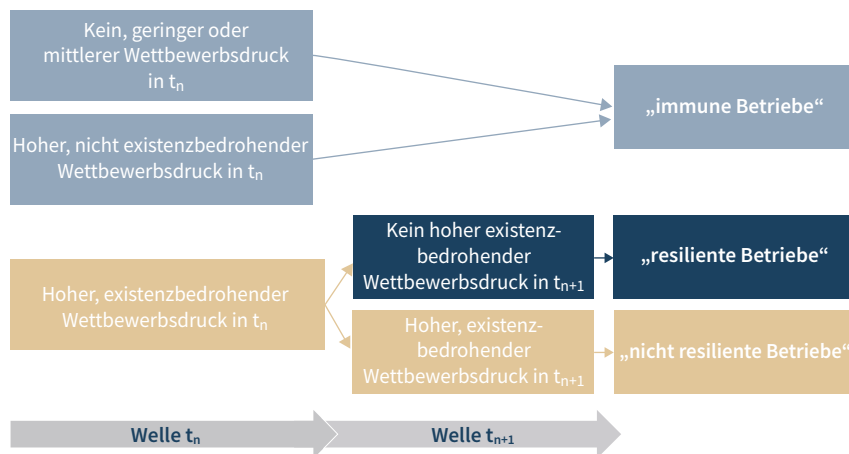 Kein, geringer oder
mittlerer Wettbewerbsdruck
in tn
„immune Betriebe“
Hoher, nicht existenzbedrohender
Wettbewerbsdruck in tn
Kein hoher existenz-
bedrohender
Wettbewerbsdruck in tn+1
„resiliente Betriebe“
Hoher, existenzbedrohender
Wettbewerbsdruck in tn
Hoher, existenz-
bedrohender
Wettbewerbsdruck in tn+1
„nicht resiliente Betriebe“
Welle tn
Welle tn+1